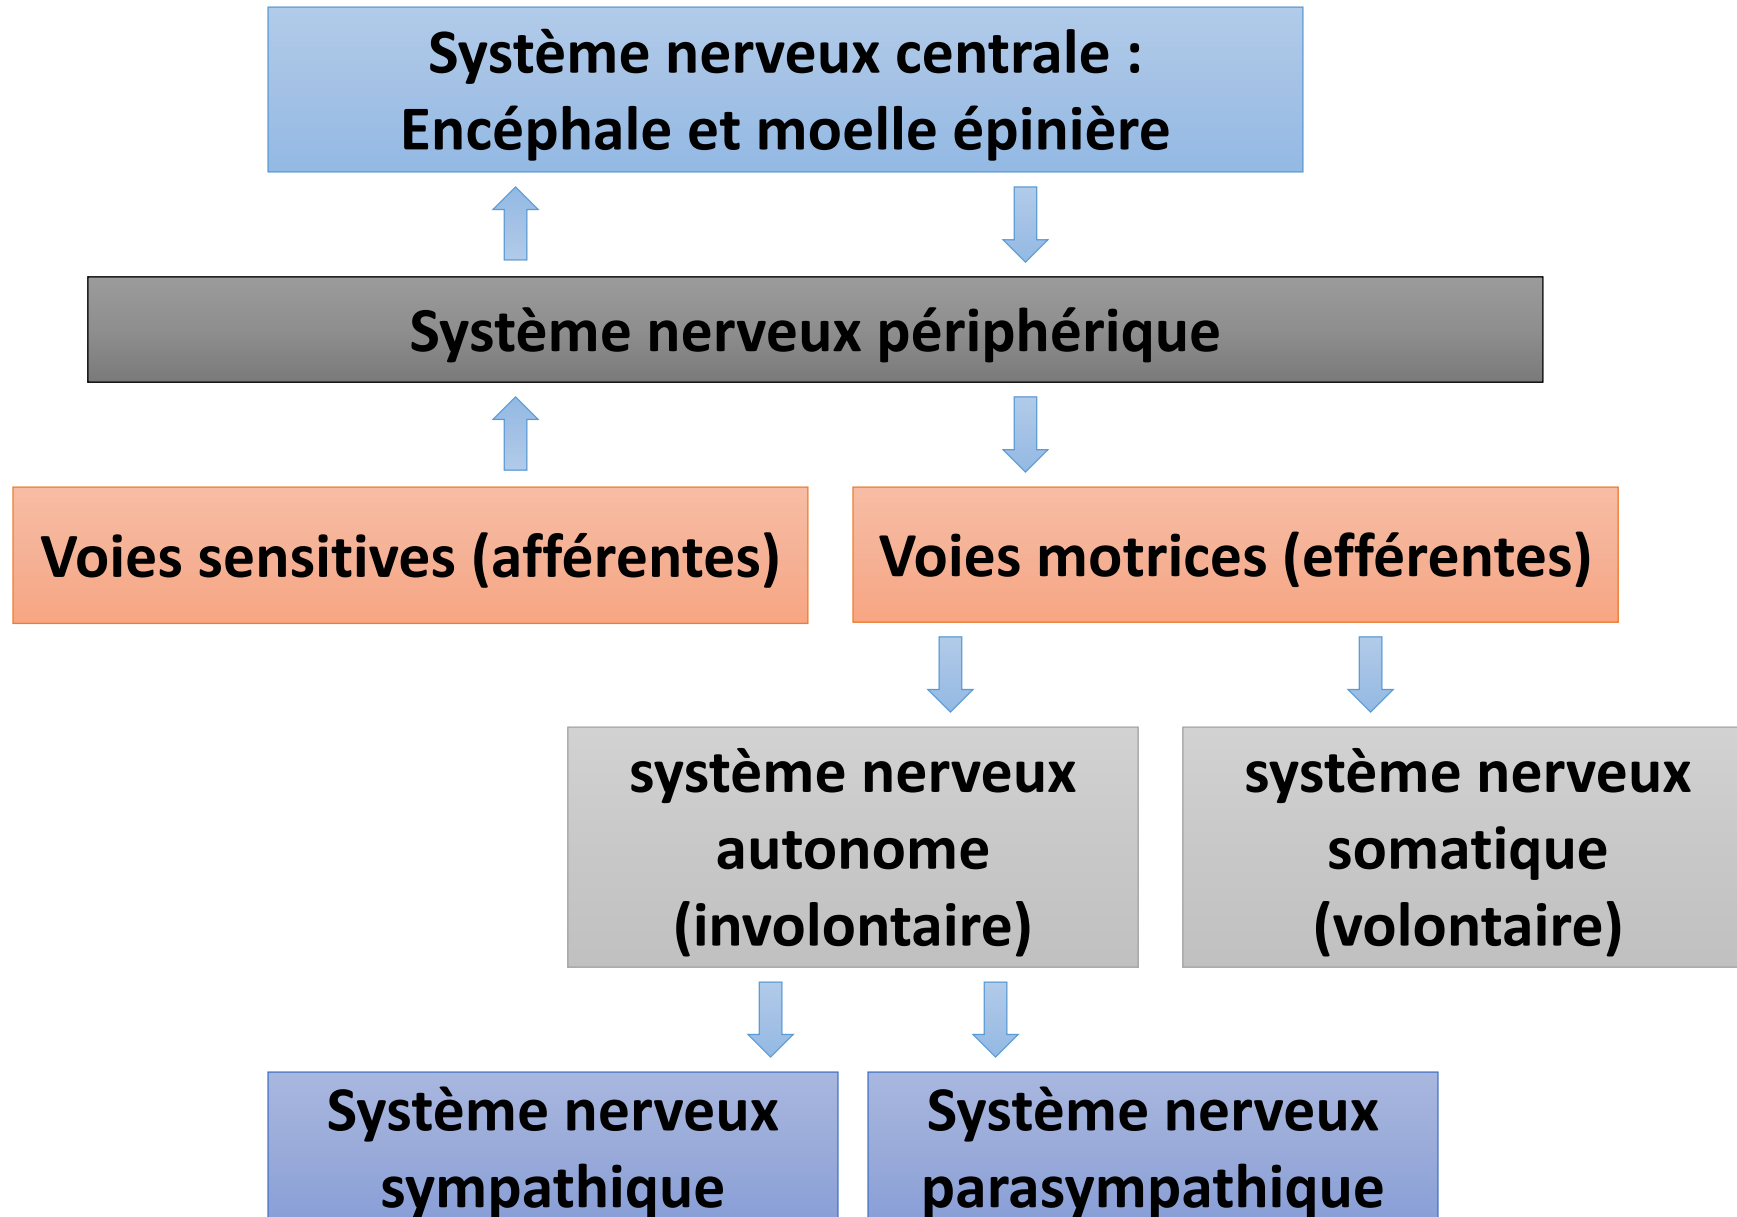 Système nerveux centrale :
Encéphale et moelle épinière
Système nerveux périphérique
Voies sensitives (afférentes)
Voies motrices (efférentes)
système nerveux
autonome
(involontaire)
système nerveux
somatique
(volontaire)
Système nerveux
sympathique
Système nerveux
parasympathique